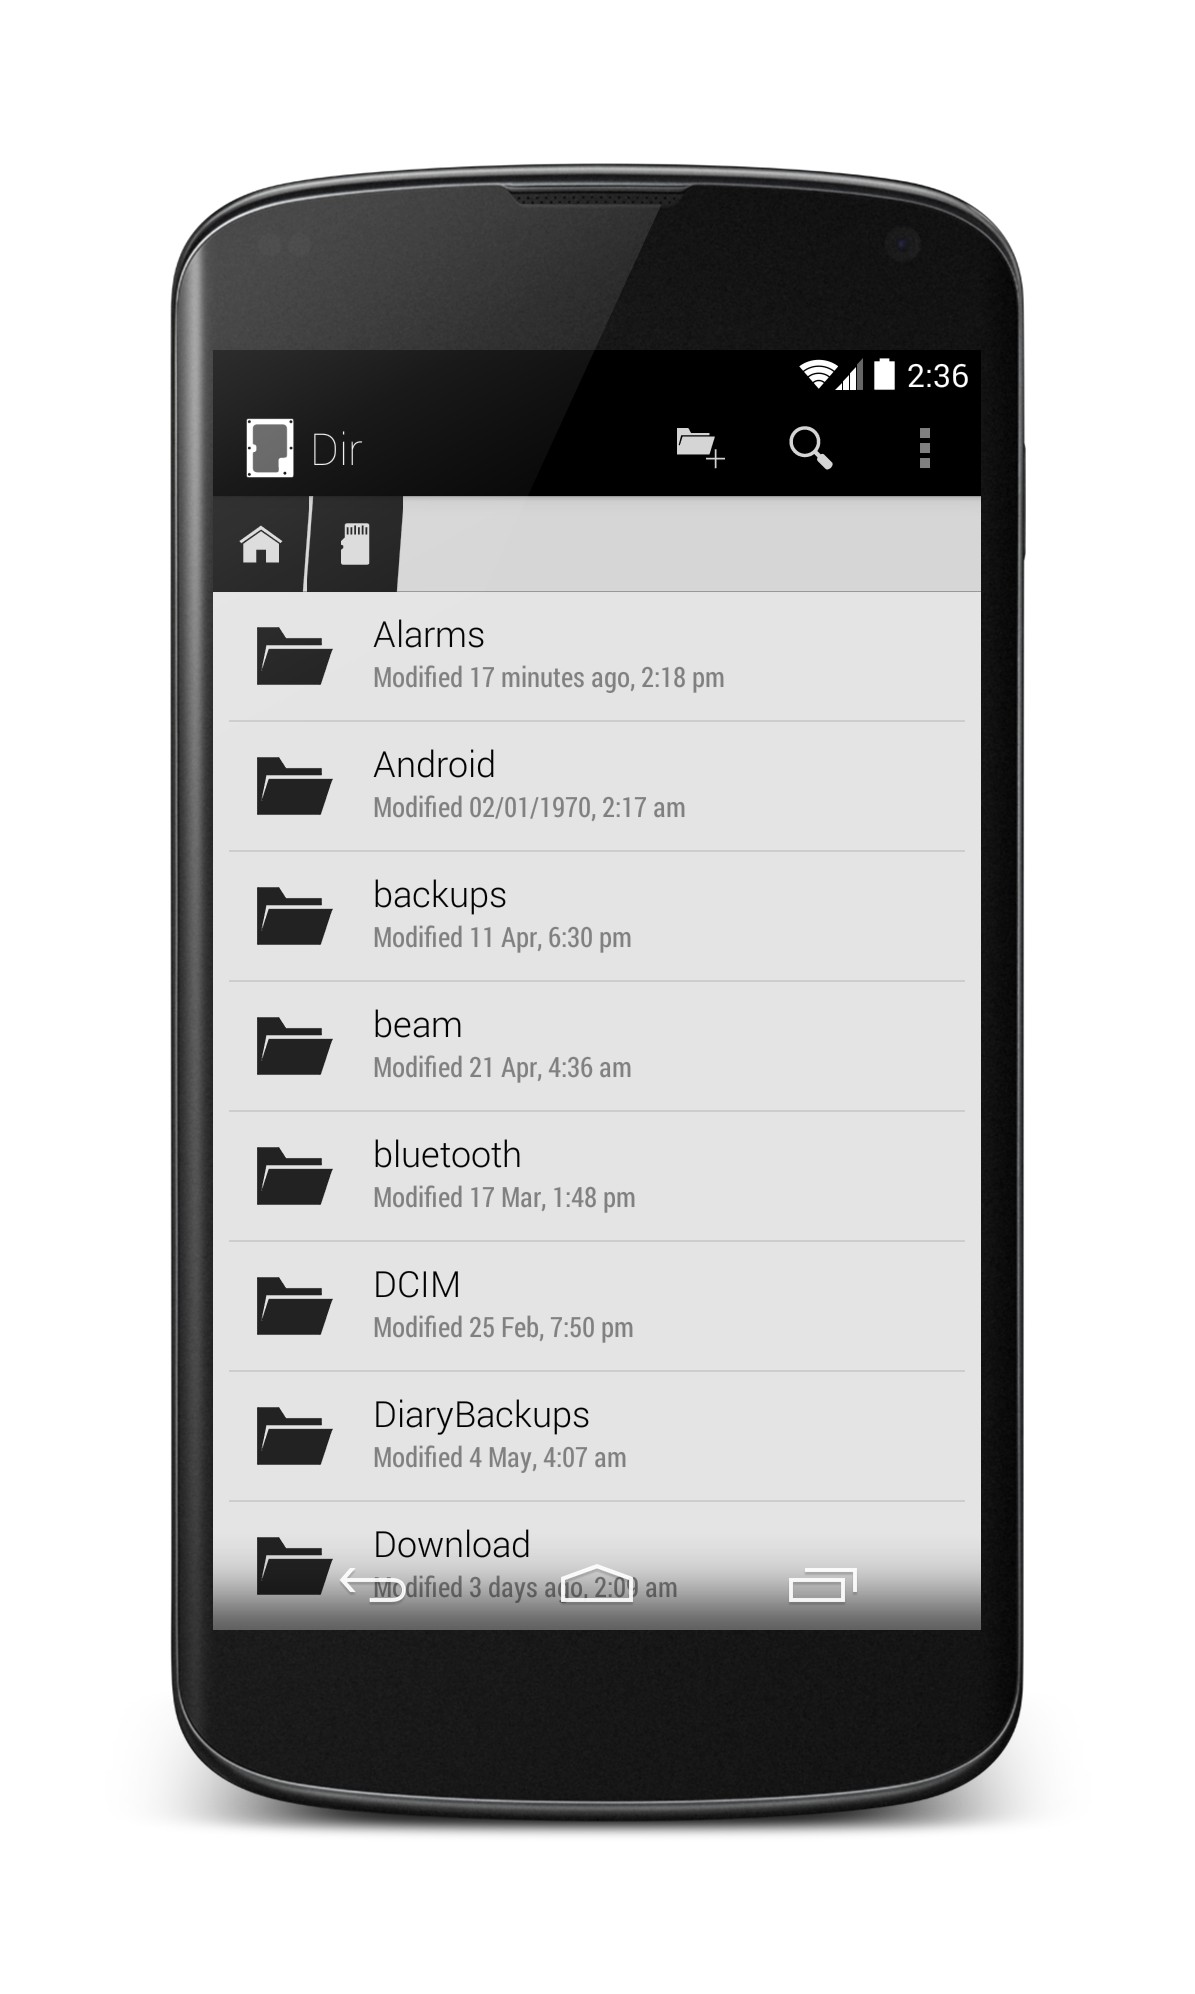 2:36
Dir
Alarms
Modified 17 minutes ago, 2:18 pm
Android
Modified 02/01/1970, 2:17 am
backups
Modified 11 Apr, 6:30 pm
beam
Modified 21 Apr, 4:36 am
bluetooth
Modified 17 Mar, 1:48 pm
DCIM
Modified 25 Feb, 7:50 pm
DiaryBackups
Modified 4 May, 4:07 am
Download
Modified 3 days ago, 2:09 am